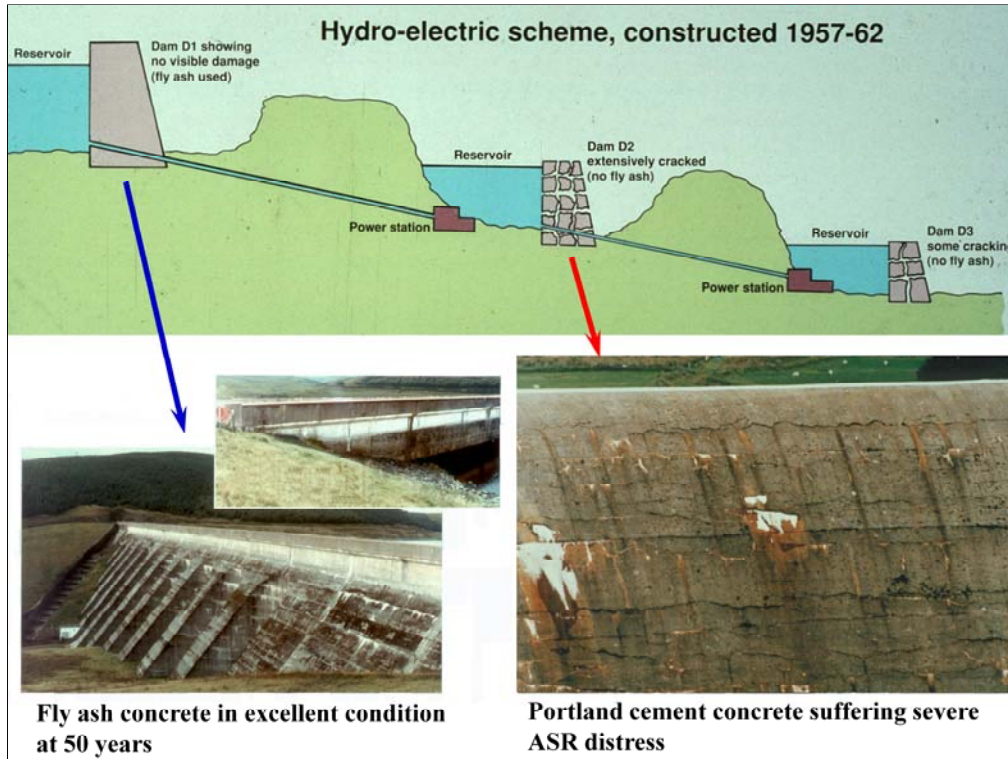 Hydro-electric scheme, constructed 1957-62
Reservoir
Dam D1 showing
no visible damage
(fly ash used)
Reservoir
Dam D2
extensively cracked
(no fly ash)
Power station
Reservoir
Dam D3
some cracking
(no fly ash)
Power station
Fly ash concrete in excellent condition
at 50 years
Portland cement concrete suffering severe
ASR distress